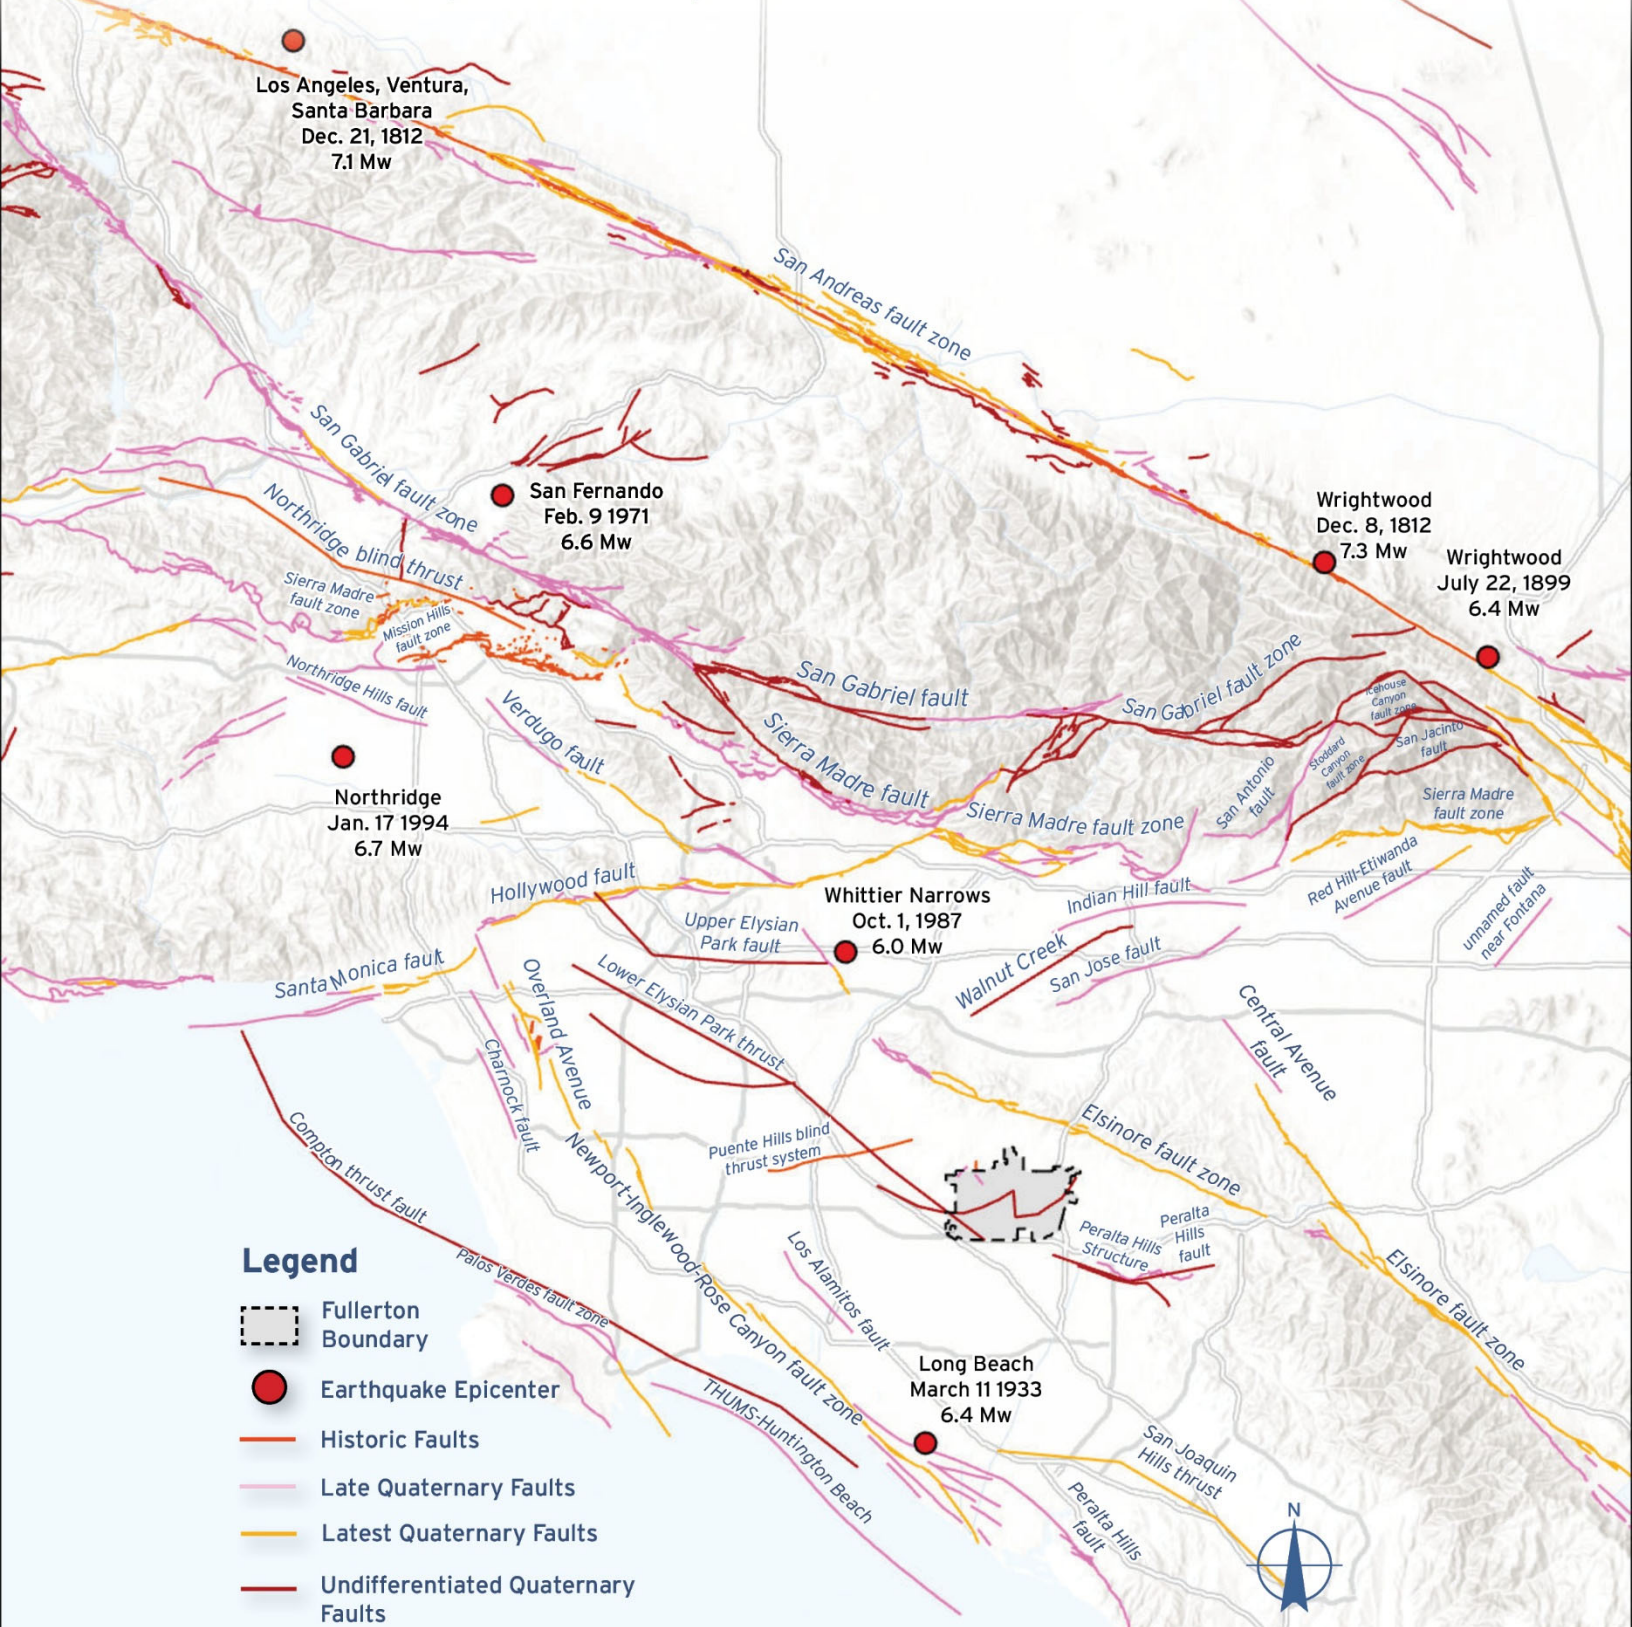 Los Angeles, Ventura,
Santa Barbara
Dec. 21, 1812
7.1 Mw
San Andreas fault zone
San Gabriel fault zone
San Fernando
Feb. 9 1971
6.6 Mw
Wrightwood
Dec. 8, 1812
7.3 Mw
Wrightwood
July 22, 1899
6.4 Mw
Northridge blind thrust
Sierra Madre
fault zone
Mission Hills
fault zone
Northridge Hills fault
Verdugo fault
San Gabriel fault
San Gabriel fault zone
Icehouse
Canyon
fault zone
San Jacinto
fault
Stoddard
Canyon
fault zone
San Antonio
fault
Sierra Madre fault
Sierra Madre fault zone
Sierra Madre
fault zone
Northridge
Jan. 17 1994
6.7 Mw
Hollywood fault
Whittier Narrows
Oct. 1, 1987
6.0 Mw
Indian Hill fault
Red Hill-Etiwanda
Avenue fault
unnamed fault
near Fontana
Upper Elysian
Park fault
Walnut Creek
San Jose fault
Santa Monica fault
Overland Avenue
Lower Elysian Park thrust
Central Avenue
fault
Charnock fault
Compton thrust fault
Newport-Inglewood-Rose Canyon fault zone
Puente Hills blind
thrust system
Elsinore fault zone
Peralta Hills
Structure
Peralta
Hills
fault
Los Alamitos fault
Palos Verdes fault zone
Elsinore fault zone
THUMS-Huntington Beach
Long Beach
March 11 1933
6.4 Mw
San Joaquin
Hills thrust
Peralta Hills
fault
N
Legend
Fullerton
Boundary
Earthquake Epicenter
Historic Faults
Late Quaternary Faults
Latest Quaternary Faults
Undifferentiated Quaternary
Faults